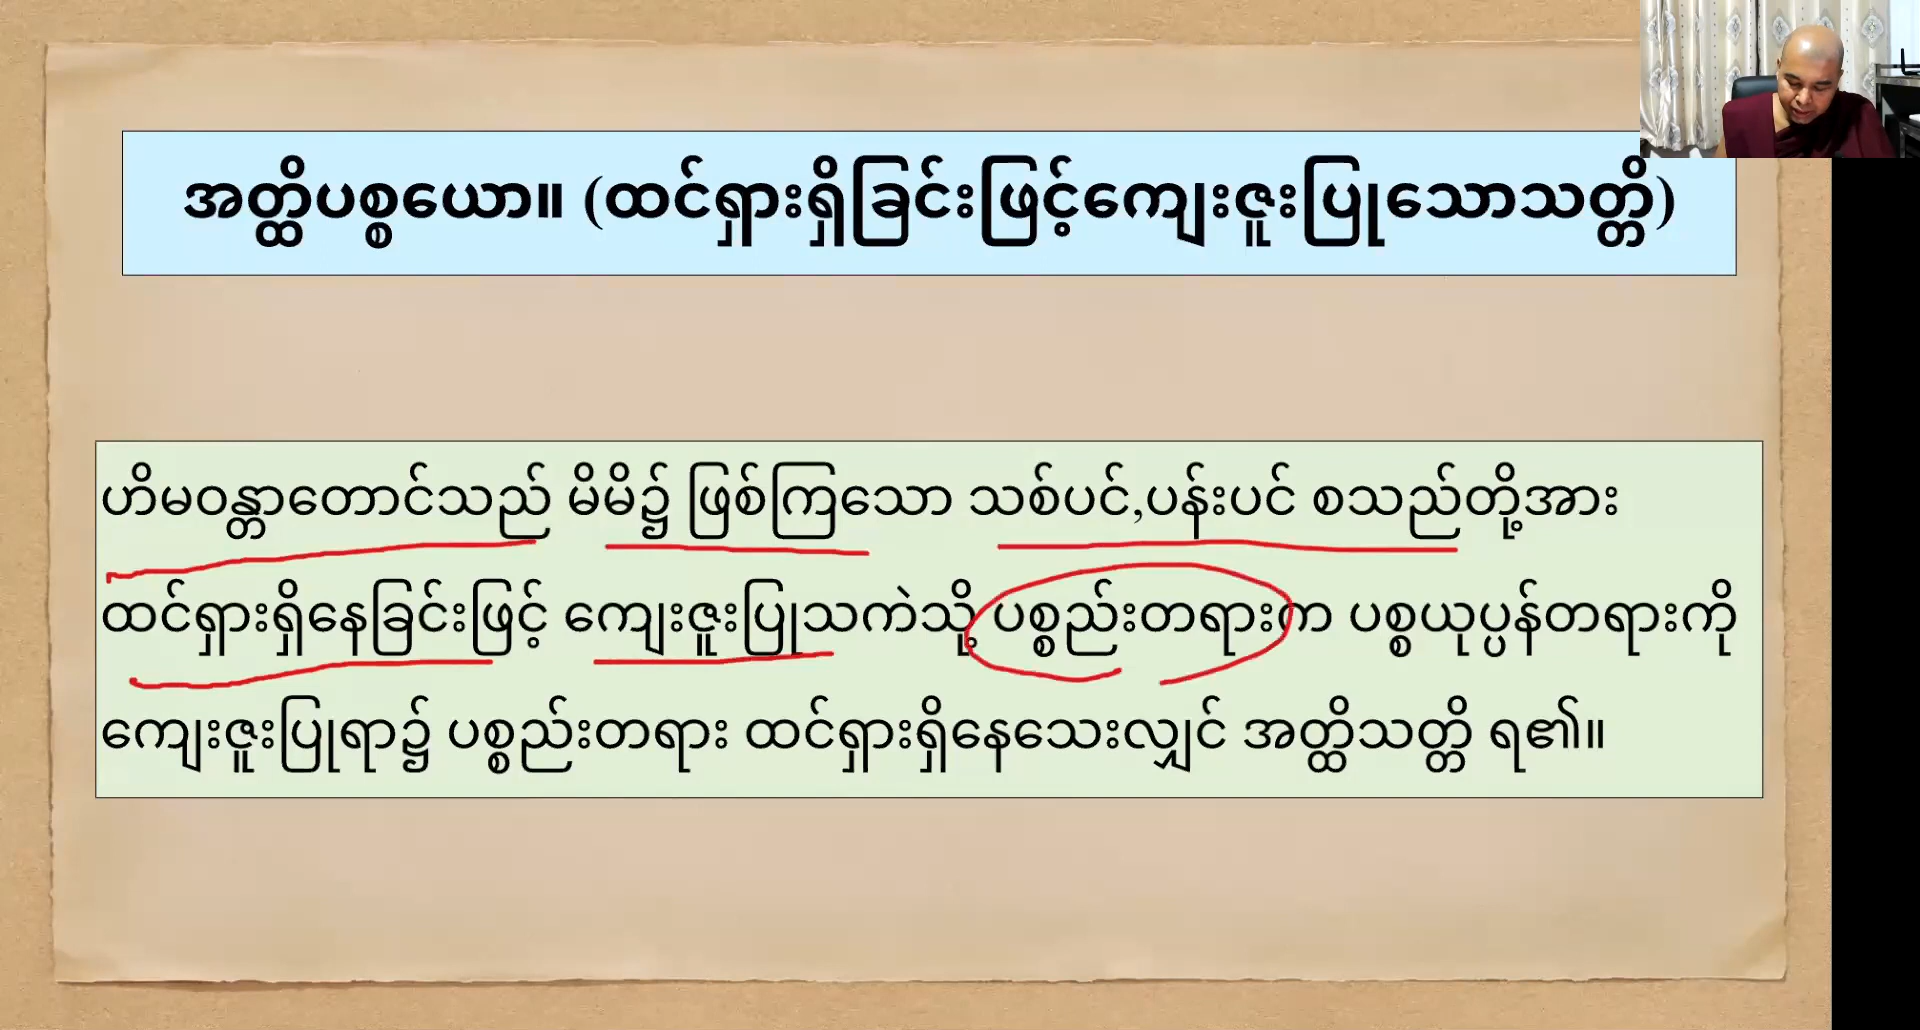 အတ္ထိပစ္စယော။ (ထင်ရှားရှိခြင်းဖြင့်ကျေးဇူးပြုသောသတ္တိ)
ဟိမဝန္တာတောင်သည် မိမိ၌ ဖြစ်ကြသော သစ်ပင်,ပန်းပင် စသည်တို့အား
ထင်ရှားရှိနေခြင်းဖြင့် ကျေးဇူးပြုသကဲသို့ ပစ္စည်းတရားက ပစ္စယုပ္ပန်တရားကို
ကျေးဇူးပြုရာ၌ ပစ္စည်းတရား ထင်ရှားရှိနေသေးလျှင် အတ္ထိသတ္တိ ရ၏။